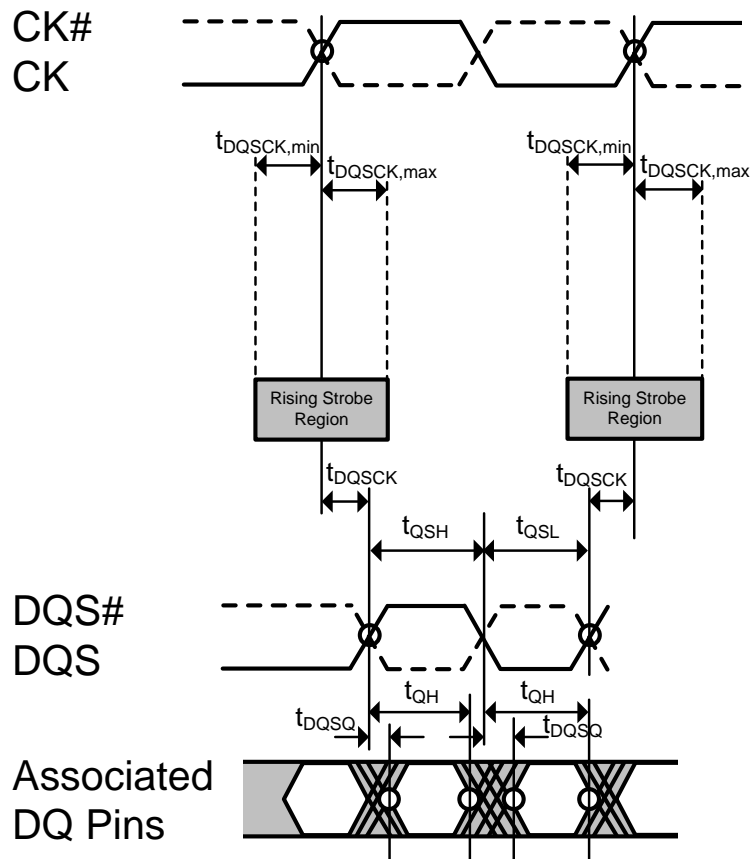 CK#
CK
tDQSCK,min
tDQSCK,max
tDQSCK,min
tDQSCK,max
Rising Strobe
Region
Rising Strobe
Region
tDQSCK
tDQSCK
tQSH
tQSL
DQS#
DQS
tQH
tQH
tDQSQ
tDQSQ
Associated
DQ Pins